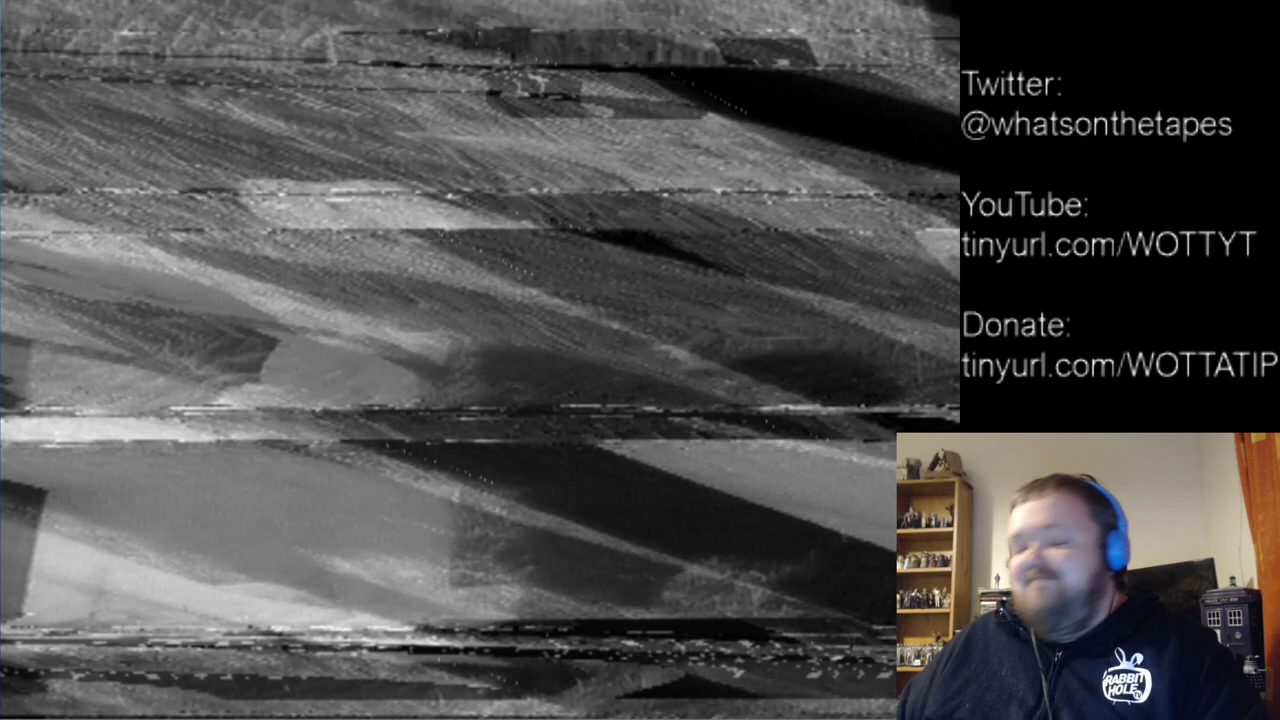 Twitter:
@whatsonthetapes
YouTube:
tinyurl.com/WOTTYT
Donate:
tinyurl.com/WOTTATIP
RABBIT
HOLE